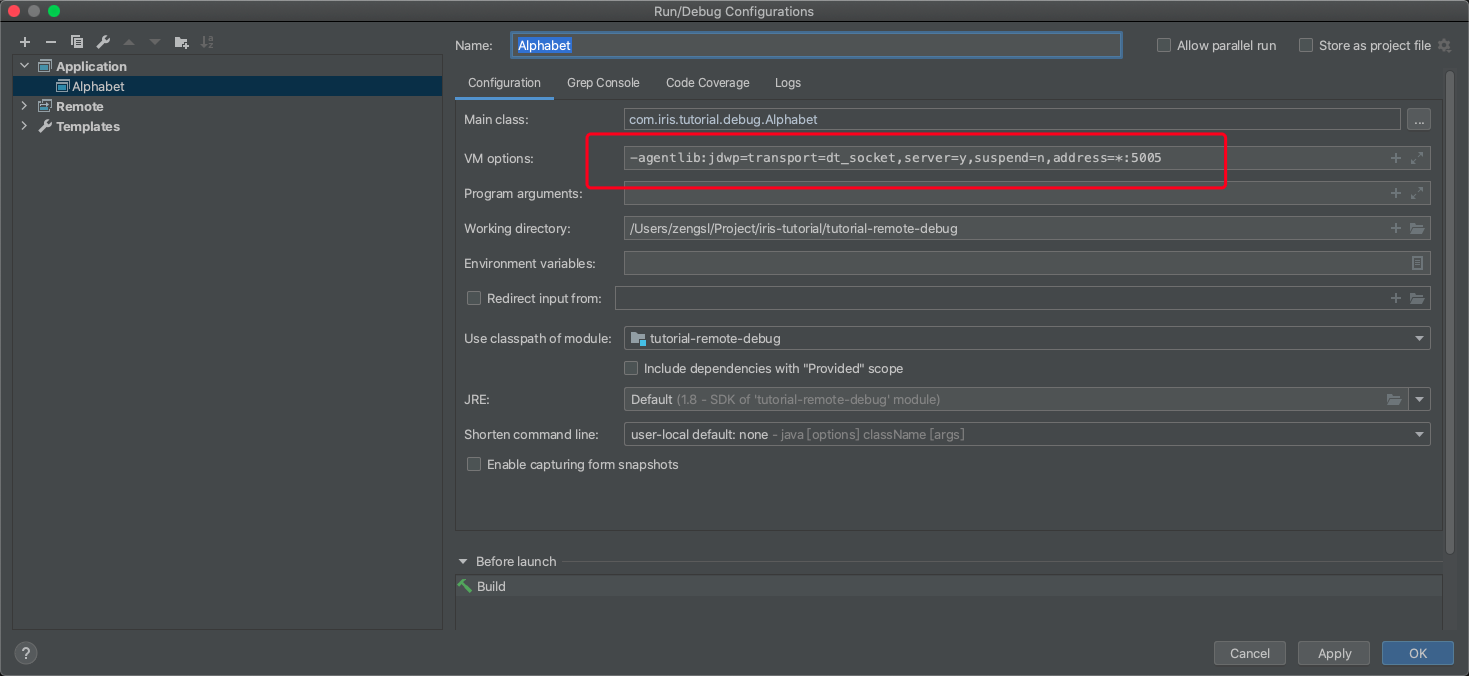 Run/Debug Configurations
Name: Alphabet Allow parallel run Store as project file
Application
Alphabet
Remote
Templates
Configuration Grep Console Code Coverage Logs
Main class: com.iris.tutorial.debug.Alphabet ...
VM options: -agentlib:jdwp=transport=dt_socket,server=y,suspend=n,address=*:5005
Program arguments:
Working directory: /Users/zengsl/Project/iris-tutorial/tutorial-remote-debug
Environment variables:
Redirect input from:
Use classpath of module: tutorial-remote-debug
Include dependencies with "Provided" scope
JRE: Default (1.8 - SDK of 'tutorial-remote-debug' module)
Shorten command line: user-local default: none - java [options] className [args]
Enable capturing form snapshots
Before launch
Build
? Cancel Apply OK